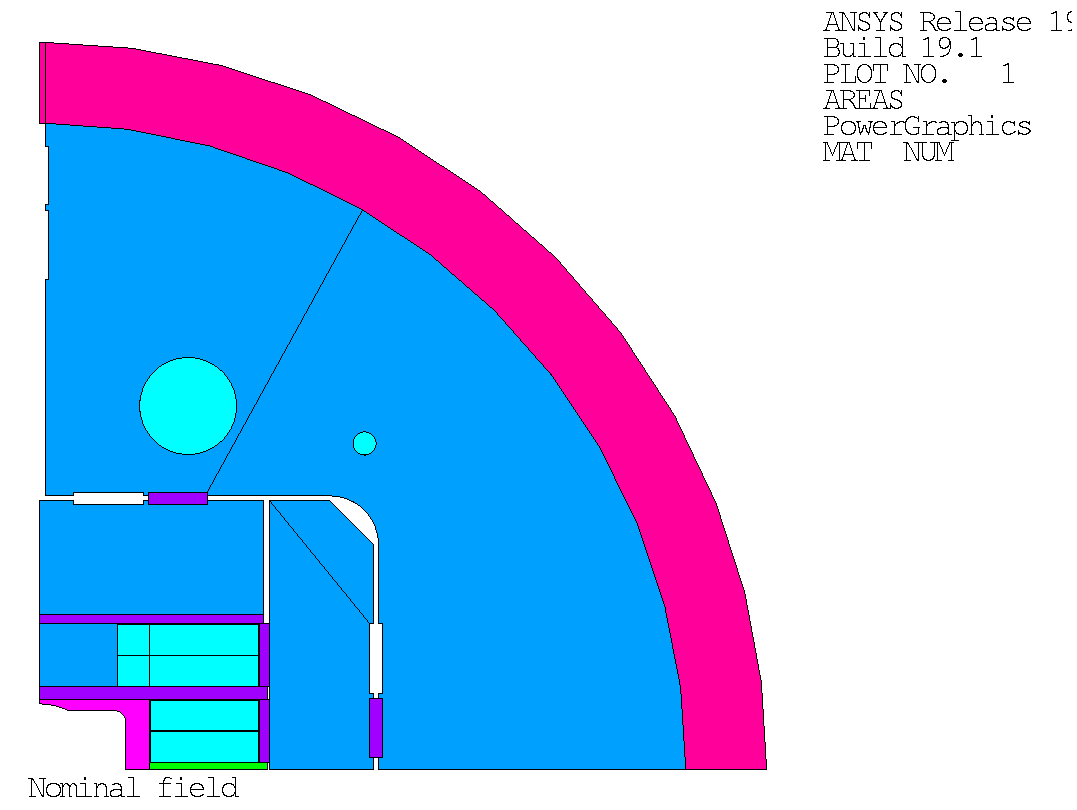 ANSYS Release 19
Build 19.1
PLOT NO. 1
AREAS
PowerGraphics
MAT NUM
Nominal field